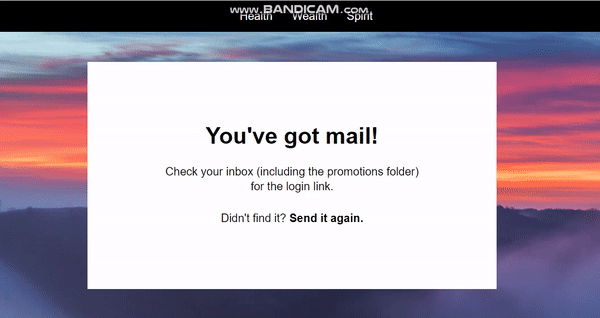 www.BANDICAM.com
Health Wealth Spirit
You've got mail!
Check your inbox (including the promotions folder)
for the login link.
Didn't find it? Send it again.